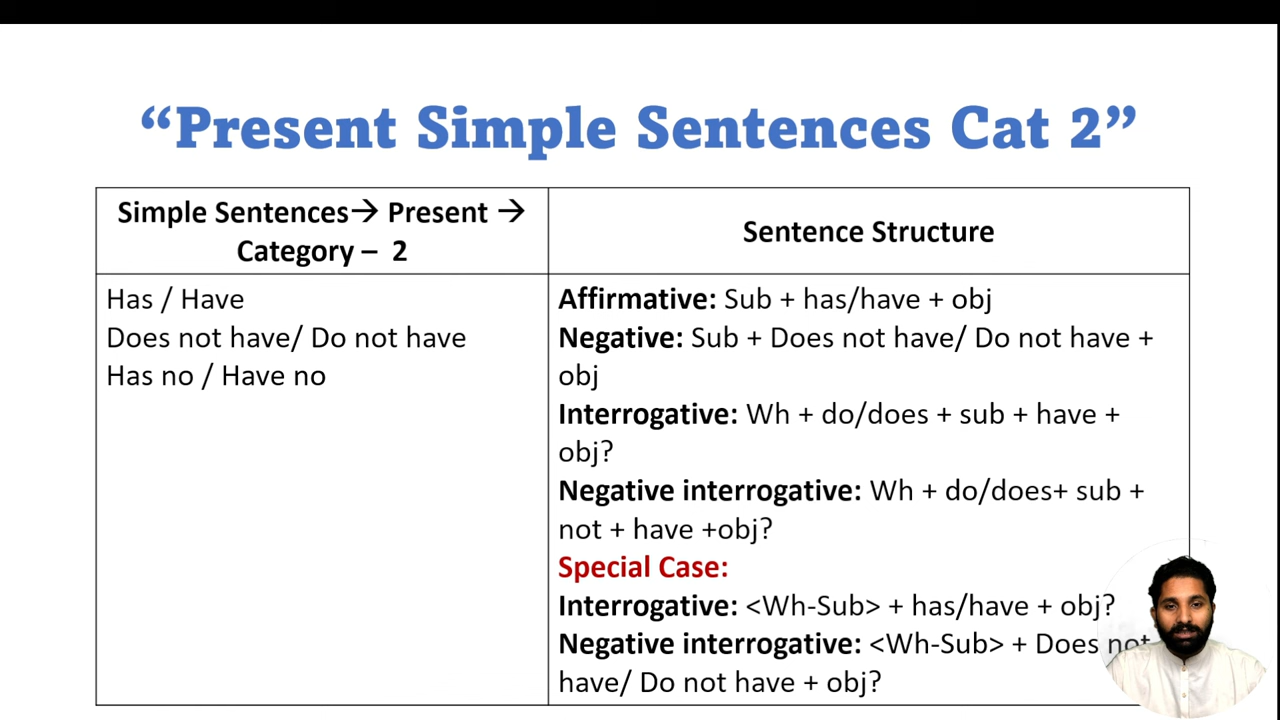 “Present Simple Sentences Cat 2”
Simple Sentences→ Present →
Category – 2
Sentence Structure
Has / Have
Does not have/ Do not have
Has no / Have no
Affirmative: Sub + has/have + obj
Negative: Sub + Does not have/ Do not have +
obj
Interrogative: Wh + do/does + sub + have +
obj?
Negative interrogative: Wh + do/does+ sub +
not + have +obj?
Special Case:
Interrogative: <Wh-Sub> + has/have + obj?
Negative interrogative: <Wh-Sub> + Does not
have/ Do not have + obj?